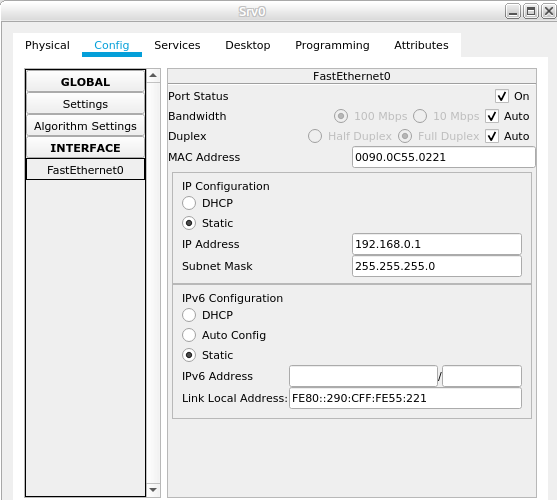 Srv0
Physical Config Services Desktop Programming Attributes
GLOBAL
Settings
Algorithm Settings
INTERFACE
FastEthernet0
FastEthernet0
Port Status On
Bandwidth 100 Mbps 10 Mbps Auto
Duplex Half Duplex Full Duplex Auto
MAC Address 0090.0C55.0221
IP Configuration
DHCP
Static
IP Address 192.168.0.1
Subnet Mask 255.255.255.0
IPv6 Configuration
DHCP
Auto Config
Static
IPv6 Address /
Link Local Address: FE80::290:CFF:FE55:221